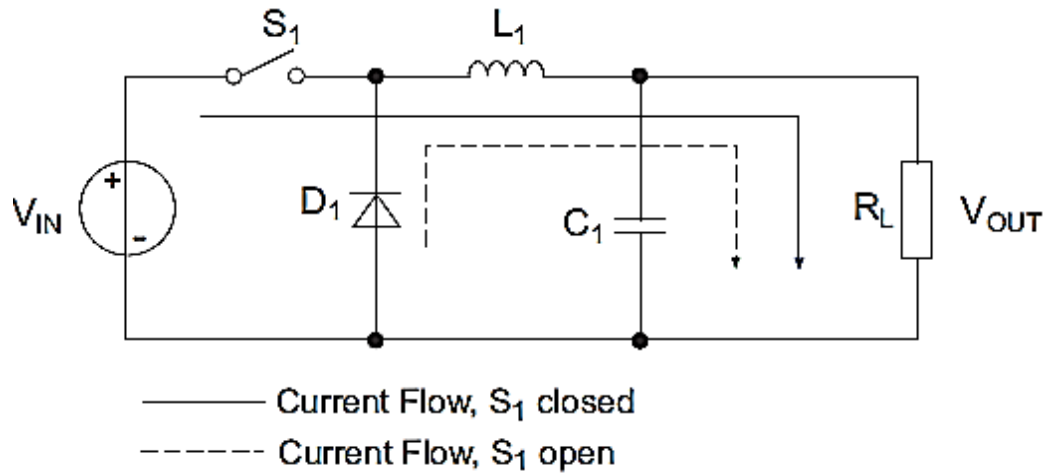 S1
L1
+
VIN
-
D1
C1
RL
VOUT
Current Flow, S1 closed
Current Flow, S1 open